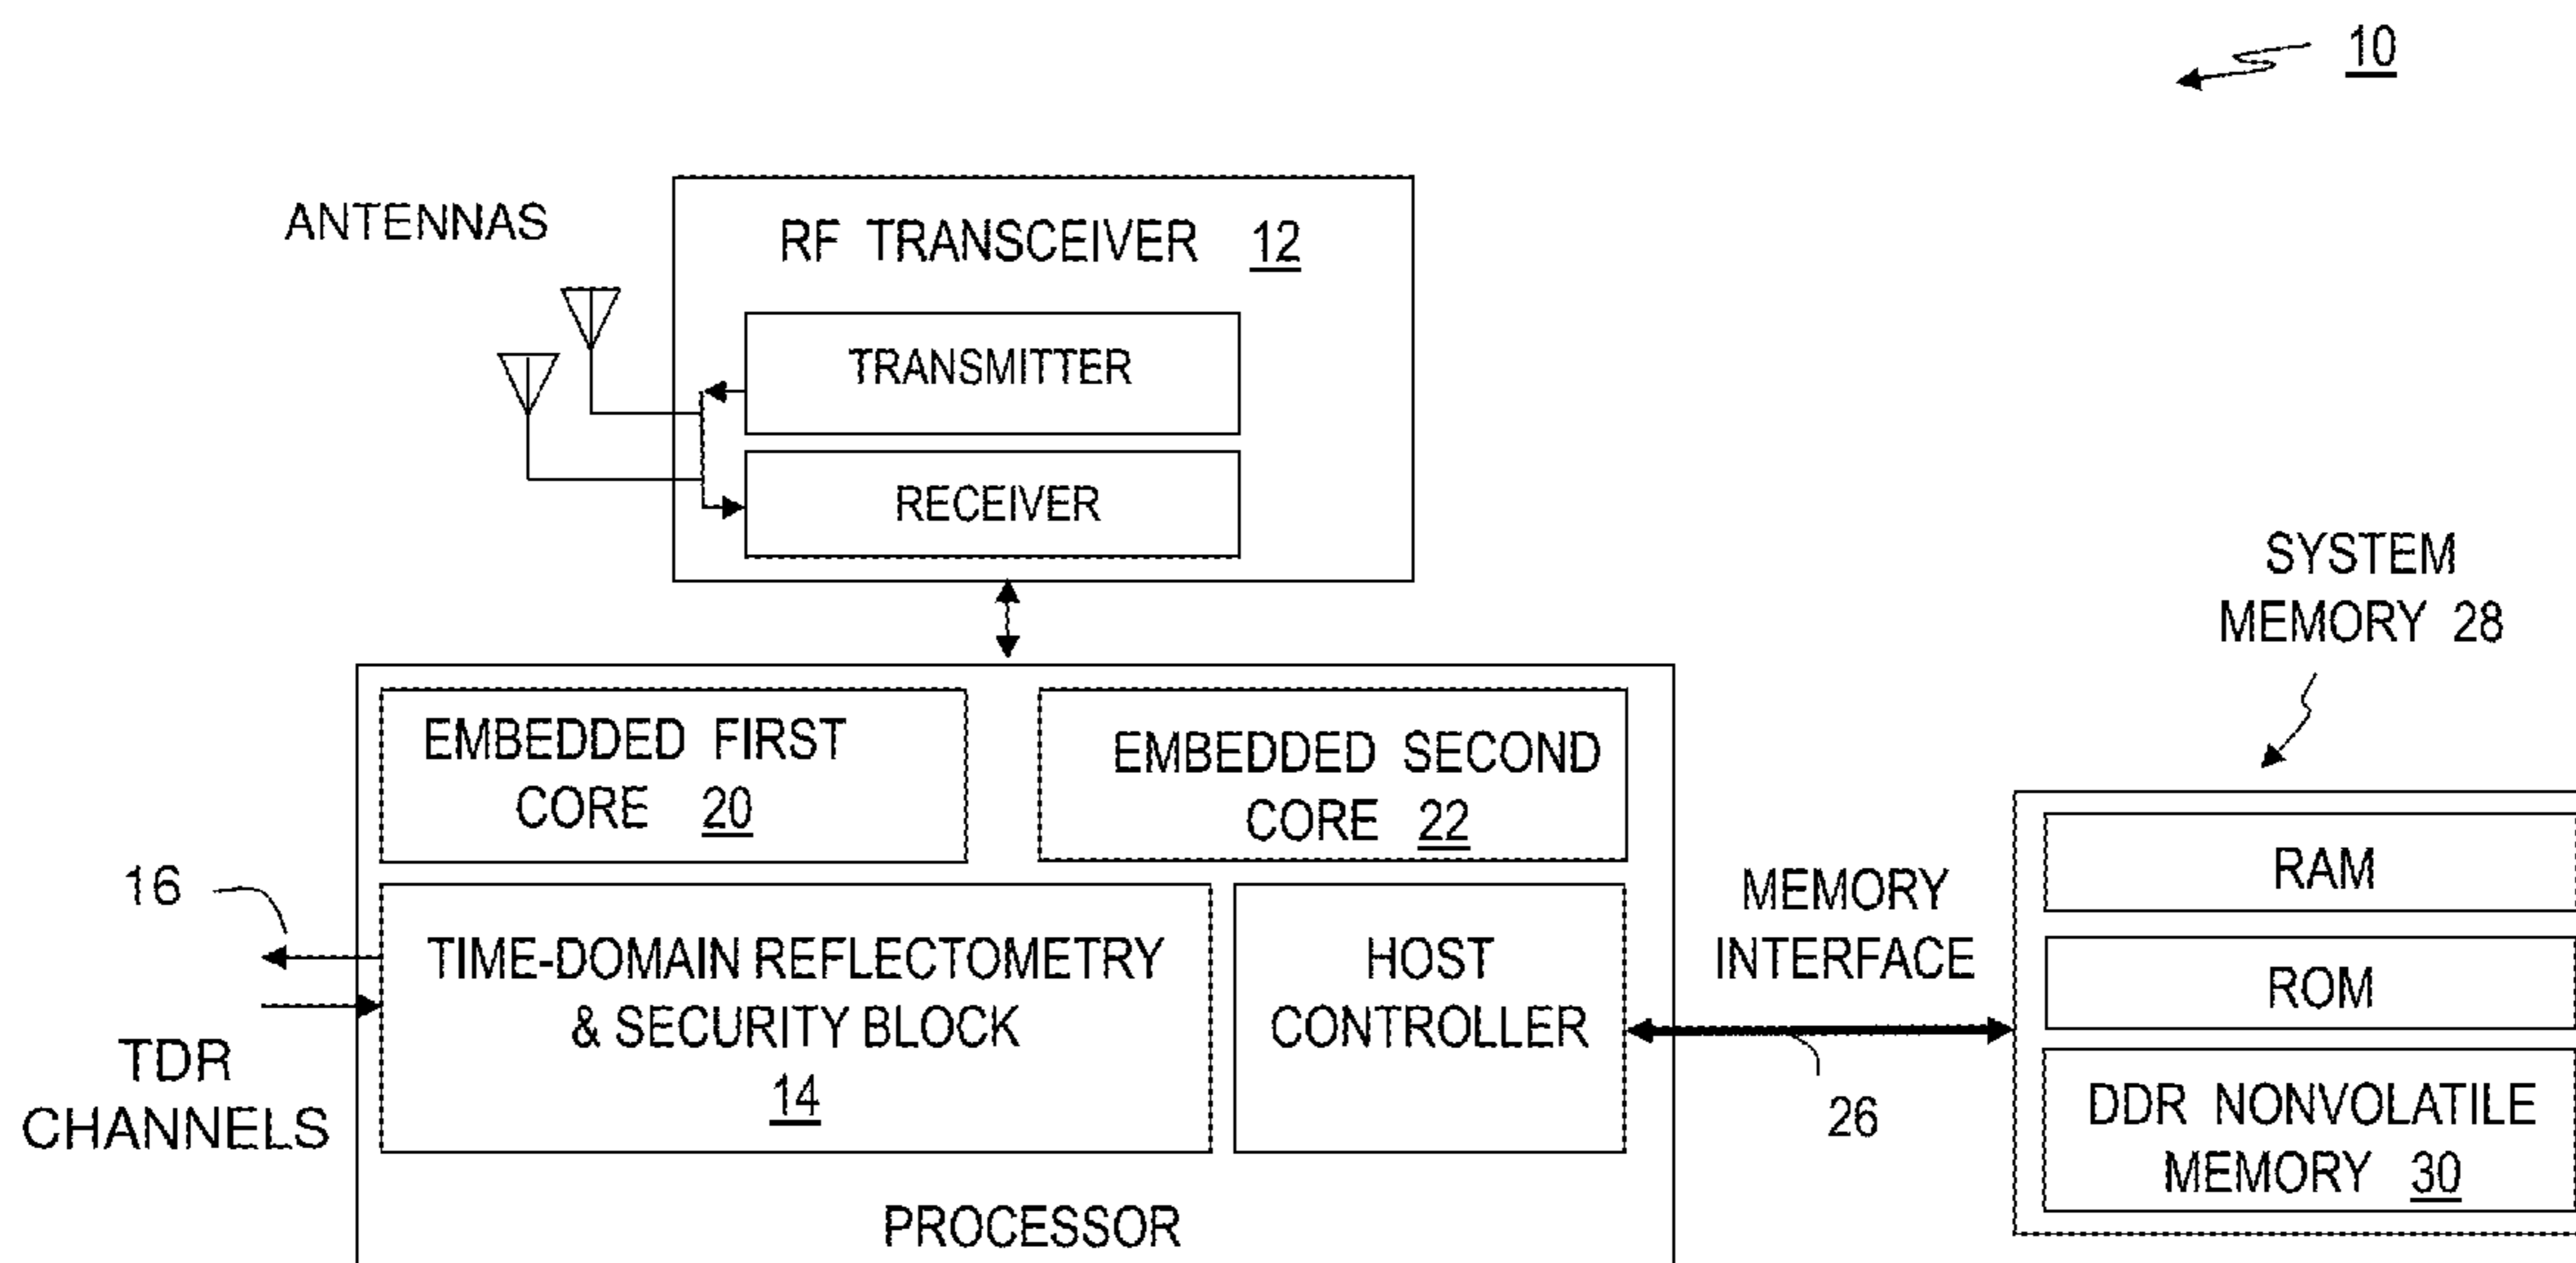 10
ANTENNAS
RF TRANSCEIVER 12
TRANSMITTER
RECEIVER
SYSTEM
MEMORY 28
EMBEDDED FIRST
CORE 20
EMBEDDED SECOND
CORE 22
16
TDR
CHANNELS
TIME-DOMAIN REFLECTOMETRY
& SECURITY BLOCK
14
HOST
CONTROLLER
MEMORY
INTERFACE
26
RAM
ROM
DDR NONVOLATILE
MEMORY 30
PROCESSOR